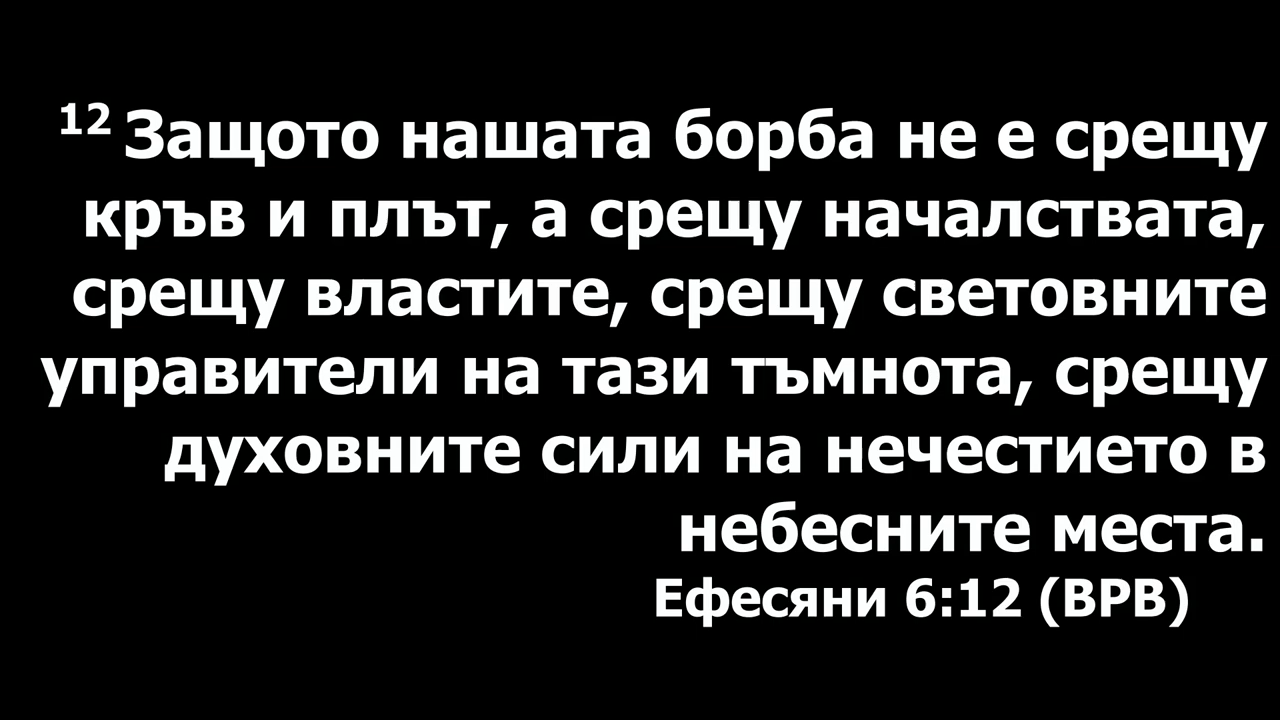 12 Защото нашата борба не е срещу
кръв и плът, а срещу началствата,
срещу властите, срещу световните
управители на тази тъмнота, срещу
духовните сили на нечестието в
небесните места.
Ефесяни 6:12 (ВРВ)